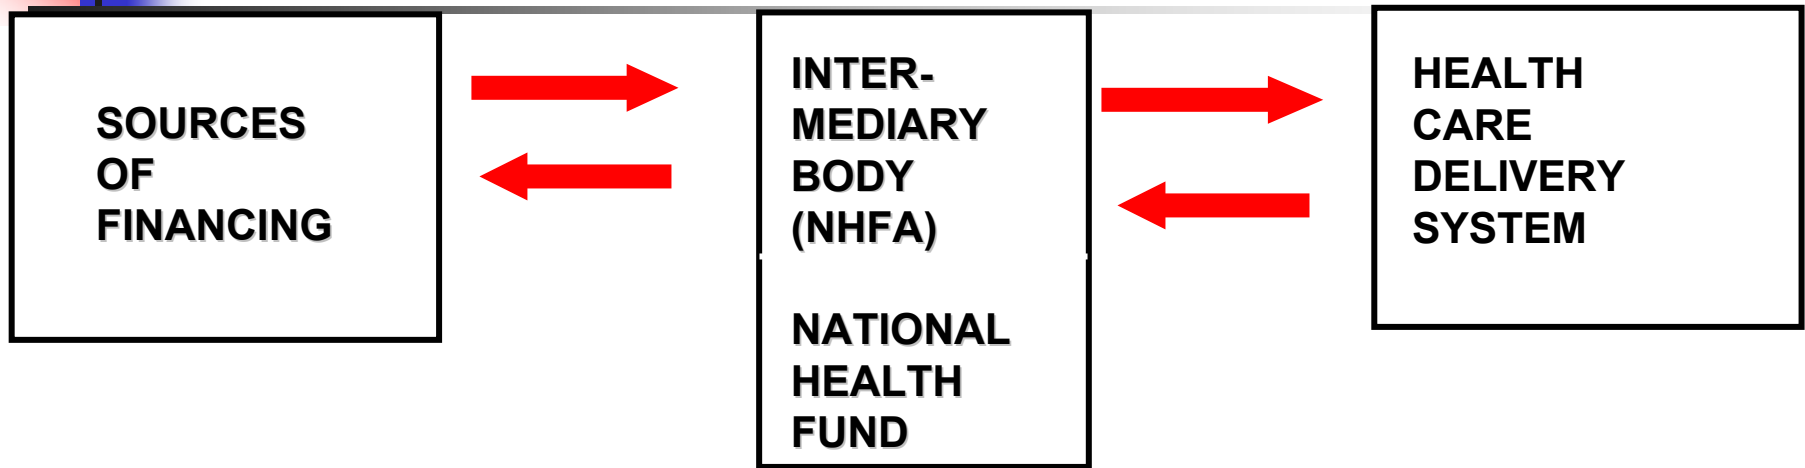 SOURCES
OF
FINANCING
INTER-
MEDIARY
BODY
(NHFA)
NATIONAL
HEALTH
FUND
HEALTH
CARE
DELIVERY
SYSTEM